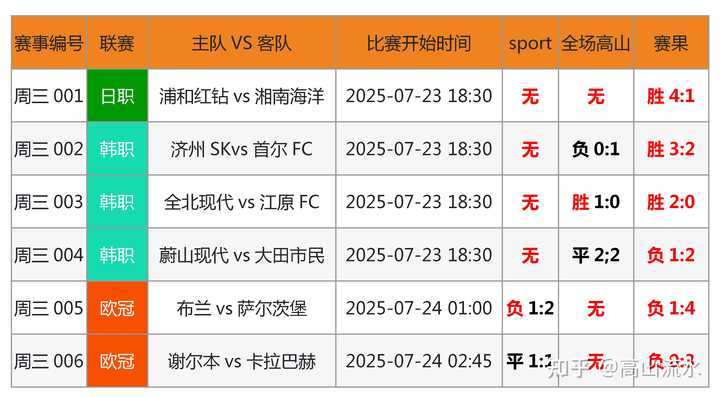 赛事编号 联赛 主队 VS 客队 比赛开始时间 sport 全场高山 赛果
周三 001 日职 浦和红钻 vs 湘南海洋 2025-07-23 18:30 无 无 胜 4:1
周三 002 韩职 济州 SKvs 首尔 FC 2025-07-23 18:30 无 负 0:1 胜 3:2
周三 003 韩职 全北现代 vs 江原 FC 2025-07-23 18:30 无 胜 1:0 胜 2:0
周三 004 韩职 蔚山现代 vs 大田市民 2025-07-23 18:30 无 平 2;2 负 1:2
周三 005 欧冠 布兰 vs 萨尔茨堡 2025-07-24 01:00 负 1:2 无 负 1:4
周三 006 欧冠 谢尔本 vs 卡拉巴赫 2025-07-24 02:45 平 1:1 无 负 0:3
知乎 @高山流水